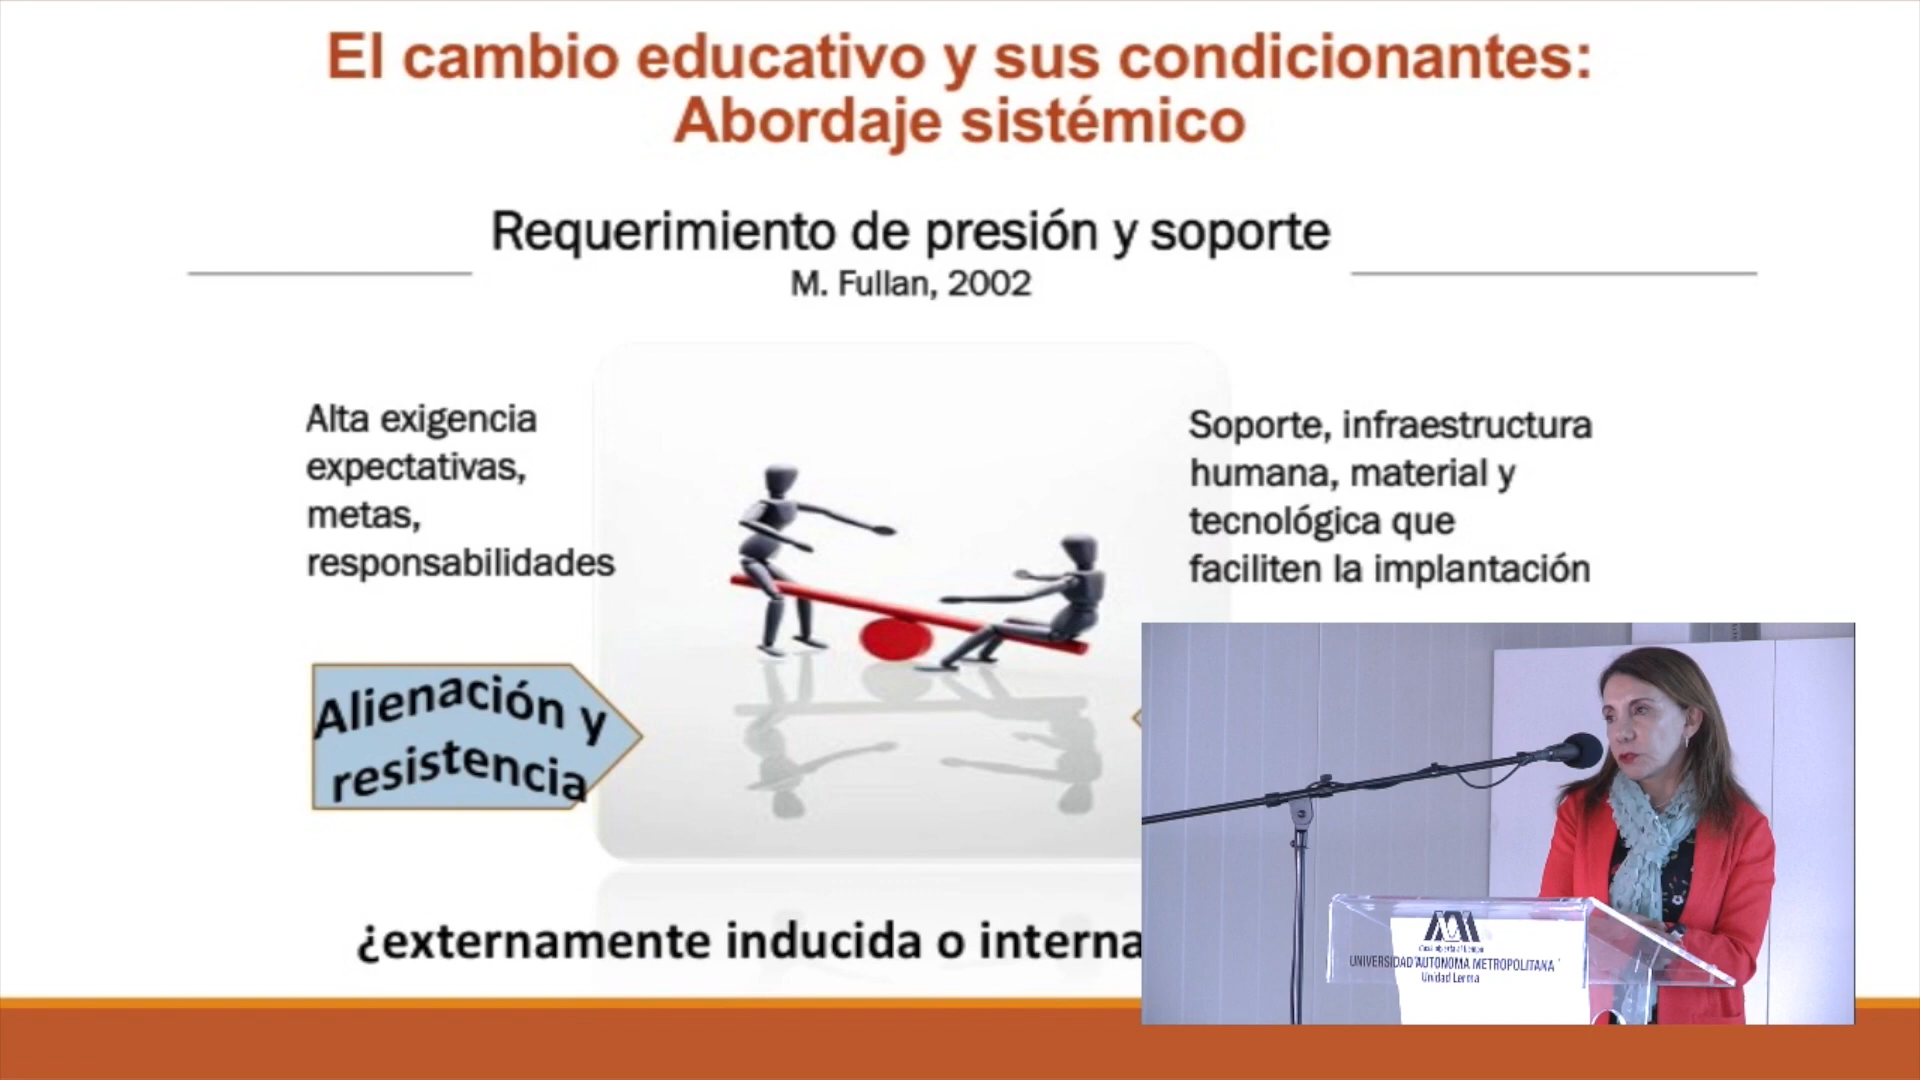 El cambio educativo y sus condicionantes:
Abordaje sistémico
Requerimiento de presión y soporte
M. Fullan, 2002
Alta exigencia
expectativas,
metas,
responsabilidades
Soporte, infraestructura
humana, material y
tecnológica que
faciliten la implantación
Alienación y
resistencia
¿externamente inducida o interna
UNIVERSIDAD AUTONOMA METROPOLITANA
Unidad Lerma